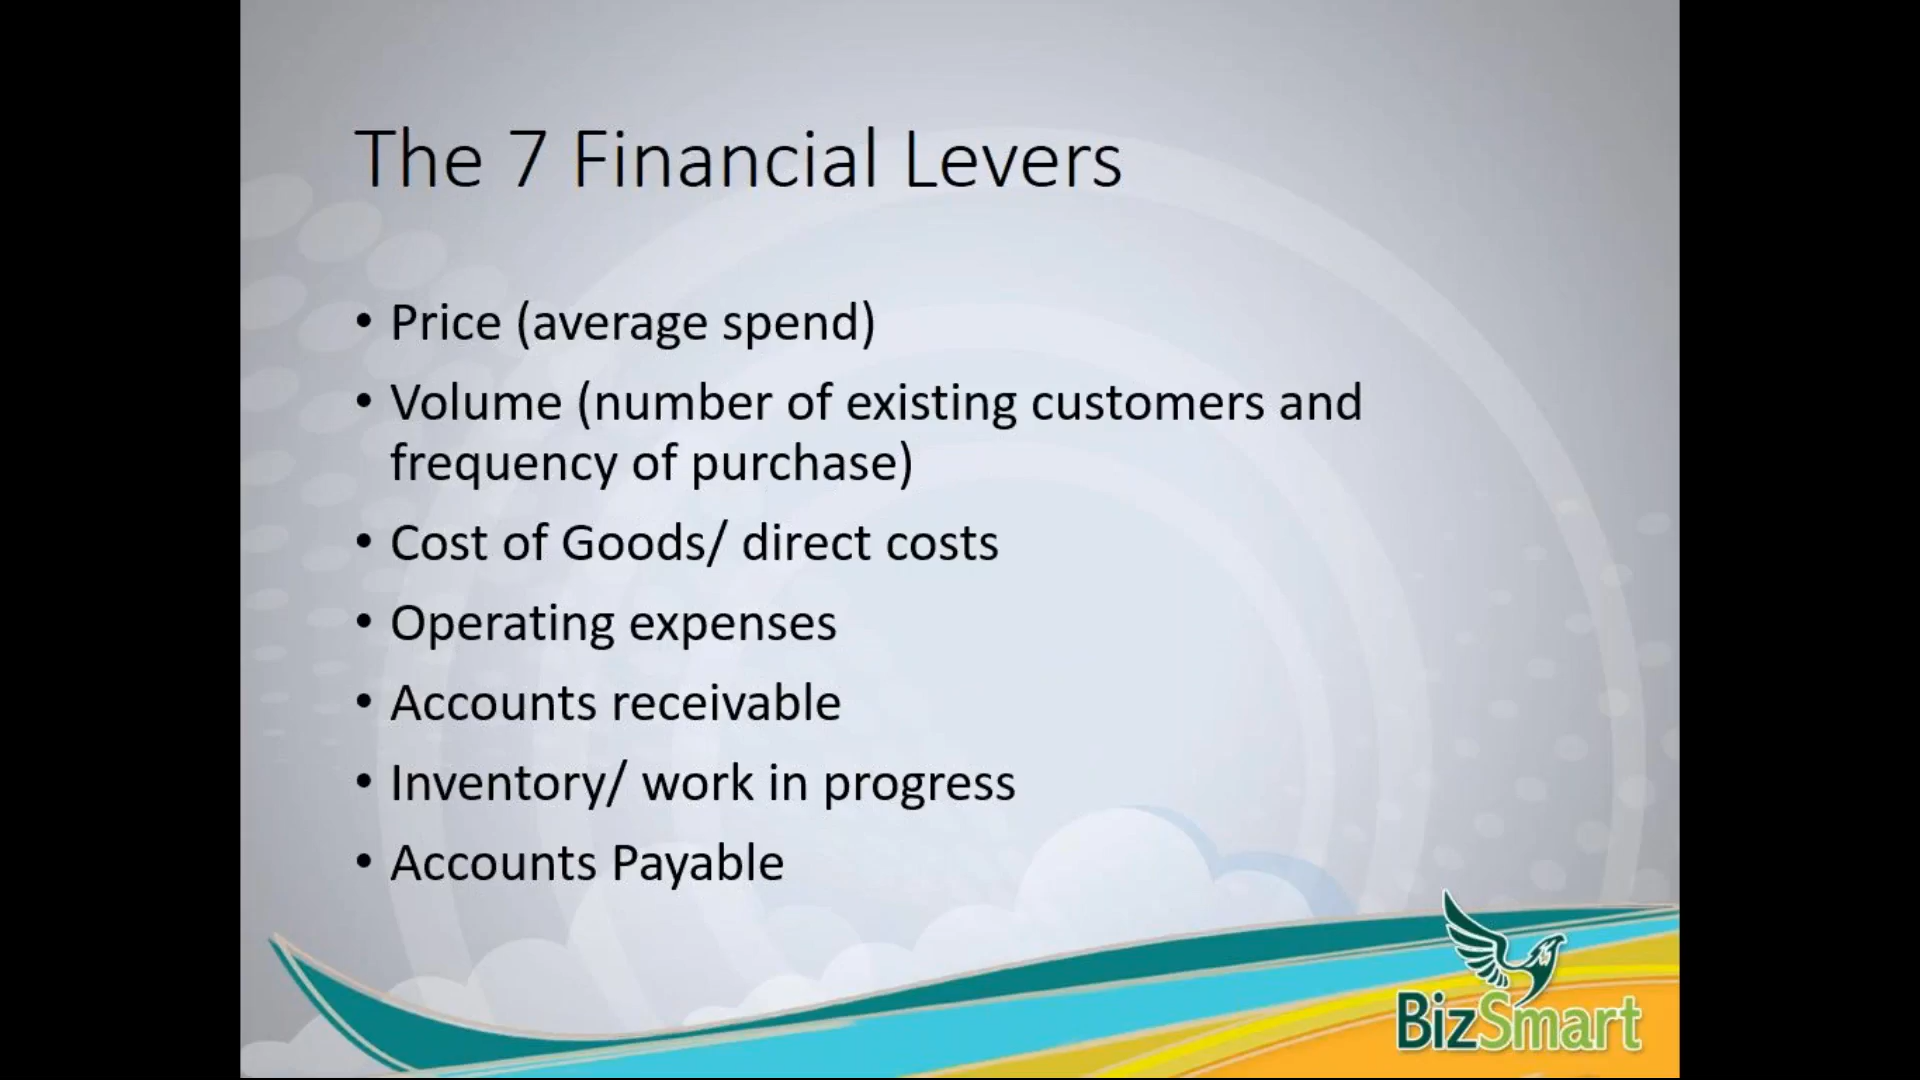 The 7 Financial Levers
• Price (average spend)
• Volume (number of existing customers and
frequency of purchase)
• Cost of Goods/ direct costs
• Operating expenses
• Accounts receivable
• Inventory/ work in progress
• Accounts Payable
BizSmart